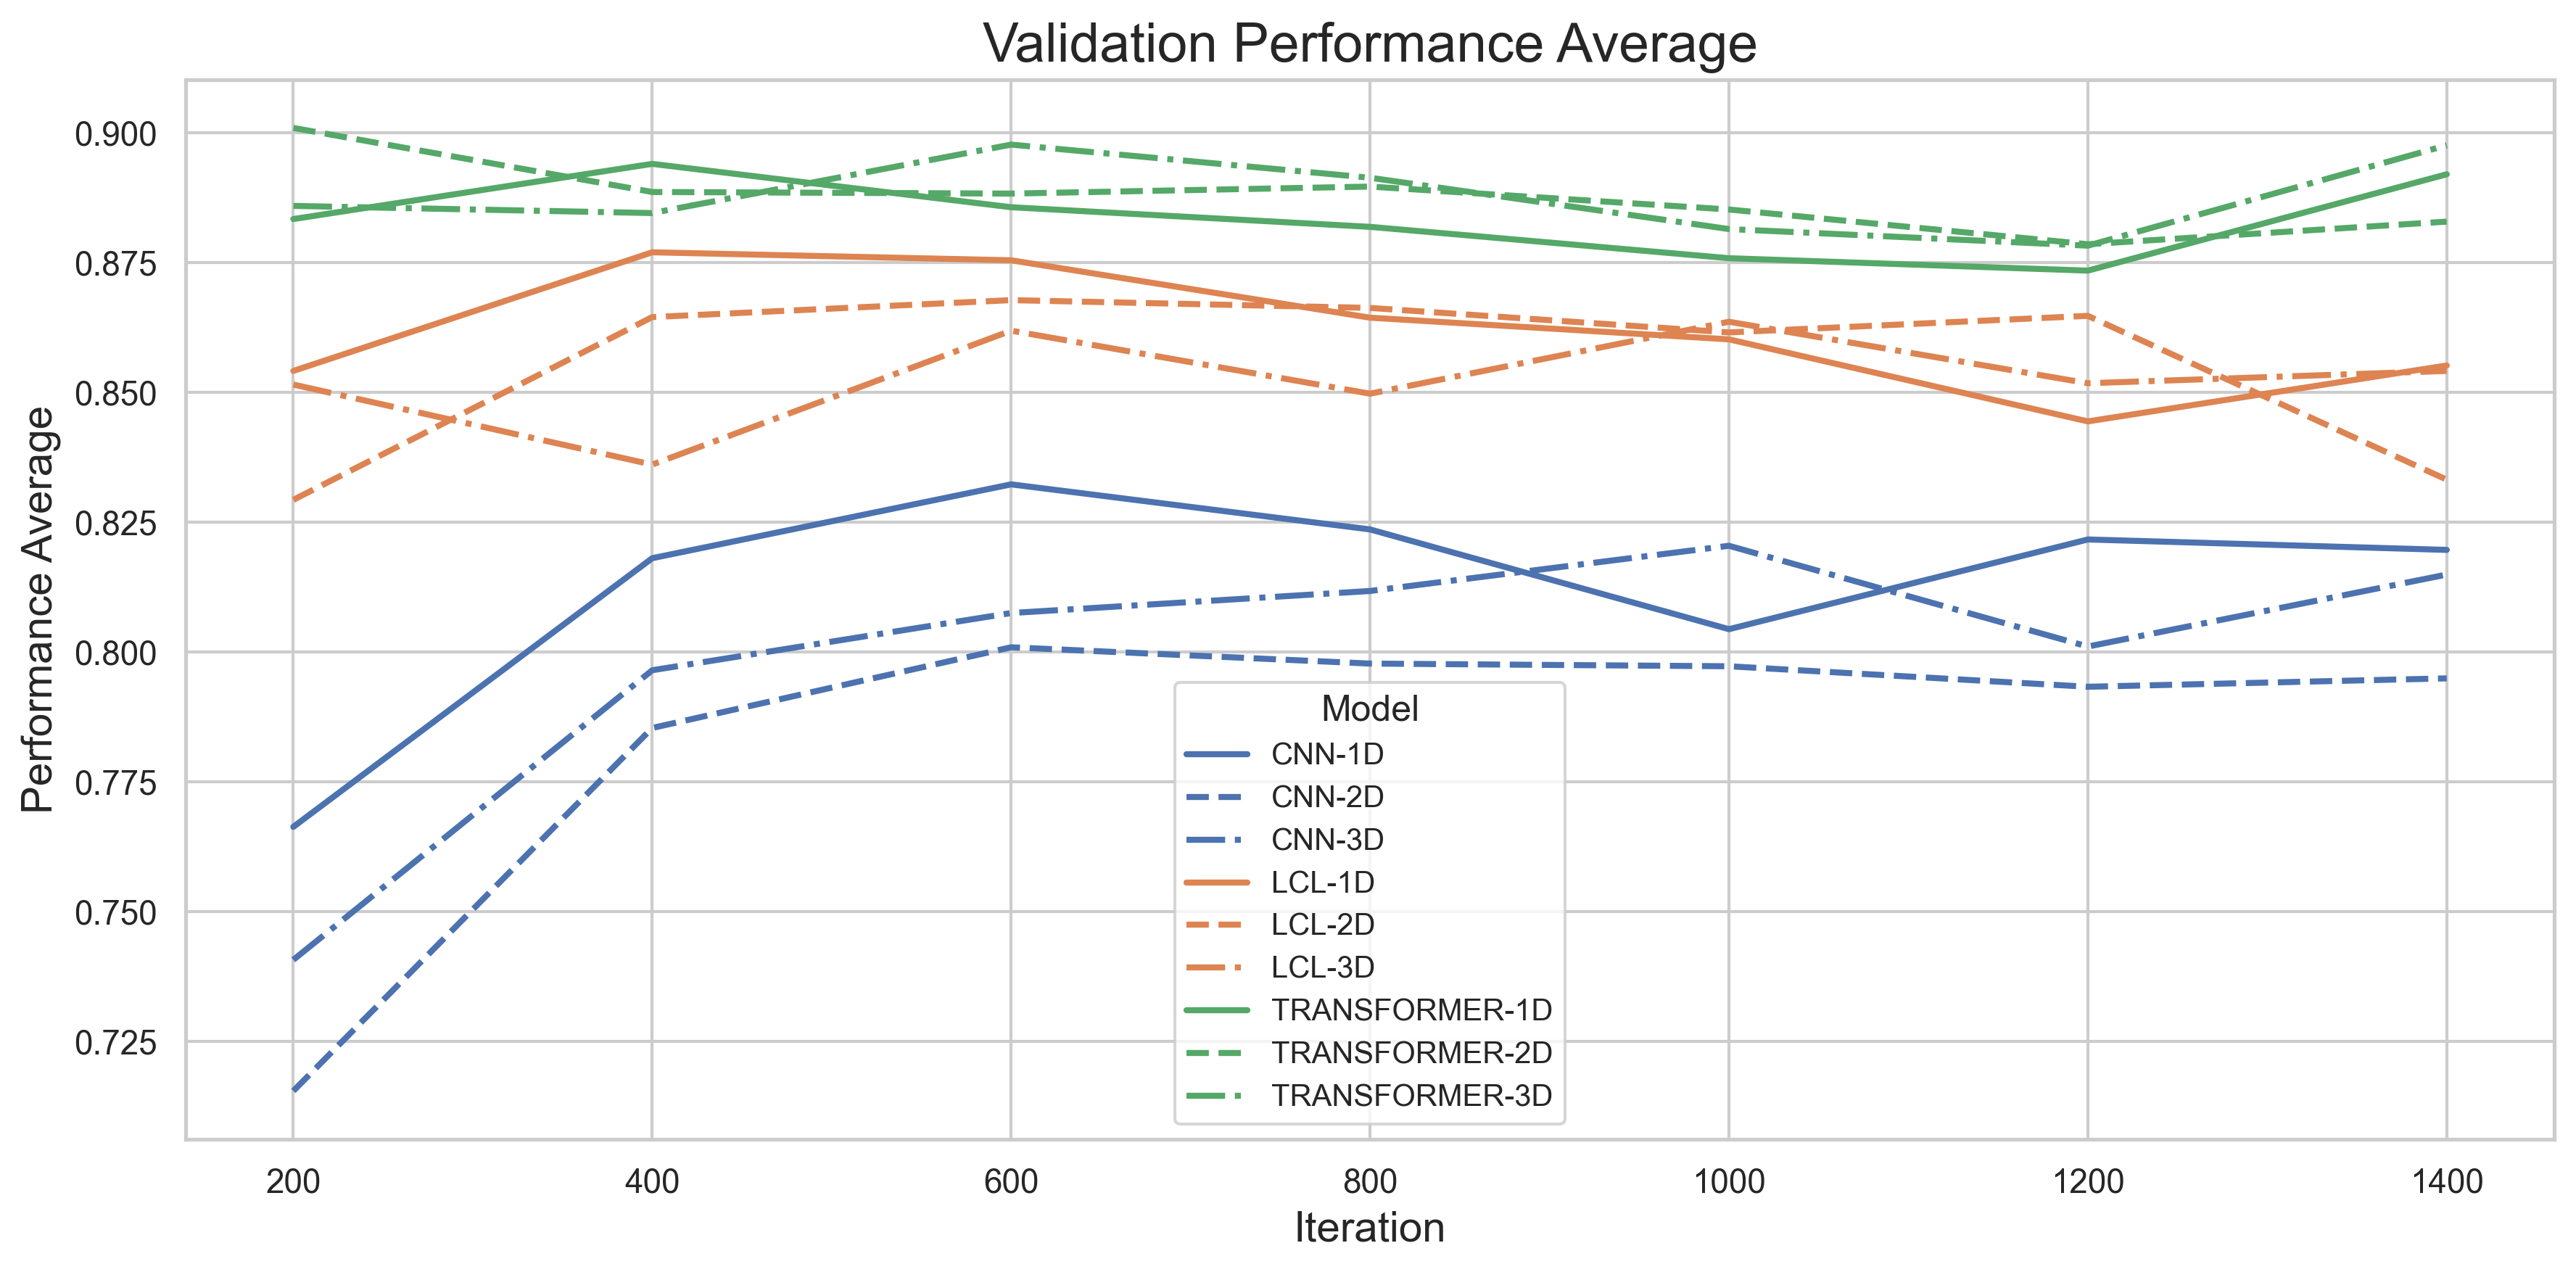 Validation Performance Average
Performance Average
0.900
0.875
0.850
0.825
0.800
0.775
0.750
0.725
Model
CNN-1D
CNN-2D
CNN-3D
LCL-1D
LCL-2D
LCL-3D
TRANSFORMER-1D
TRANSFORMER-2D
TRANSFORMER-3D
200 400 600 800 1000 1200 1400
Iteration